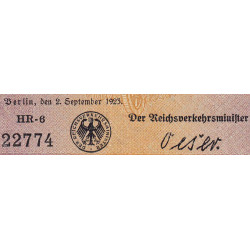 Berlin, den 2. September 1923.
HR-6
Der Reichsverkehrsminister
22774
Oeser.